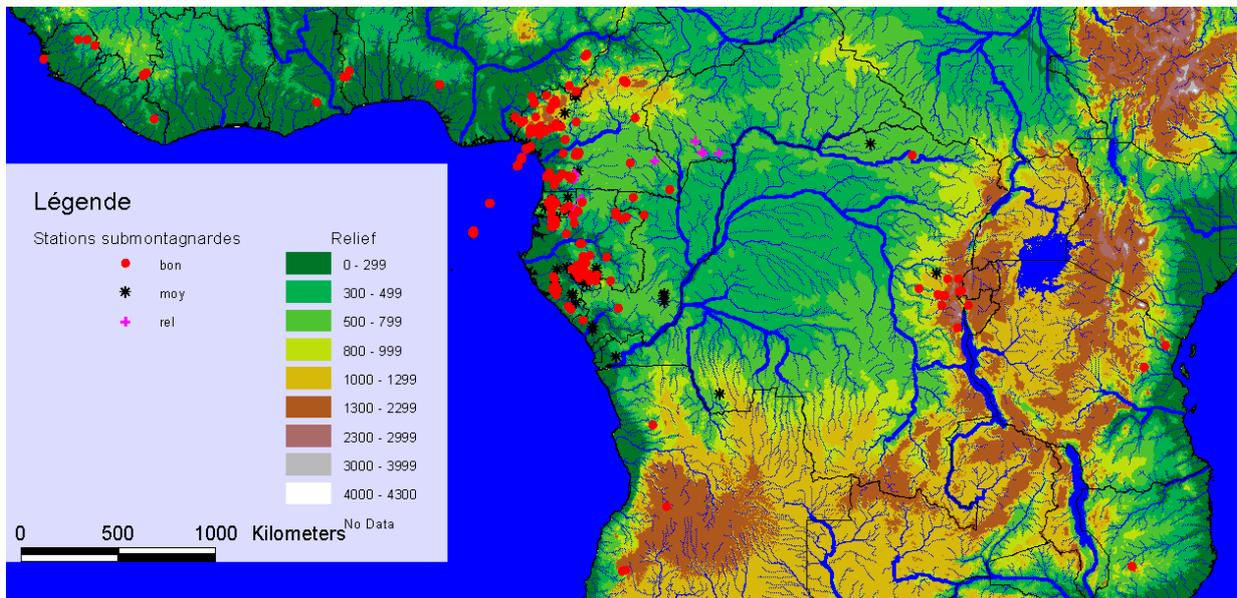 Légende
Stations submontagnardes
bon
moy
rel
Relief
0 - 299
300 - 499
500 - 799
800 - 999
1000 - 1299
1300 - 2299
2300 - 2999
3000 - 3999
4000 - 4300
No Data
0 500 1000 Kilometers